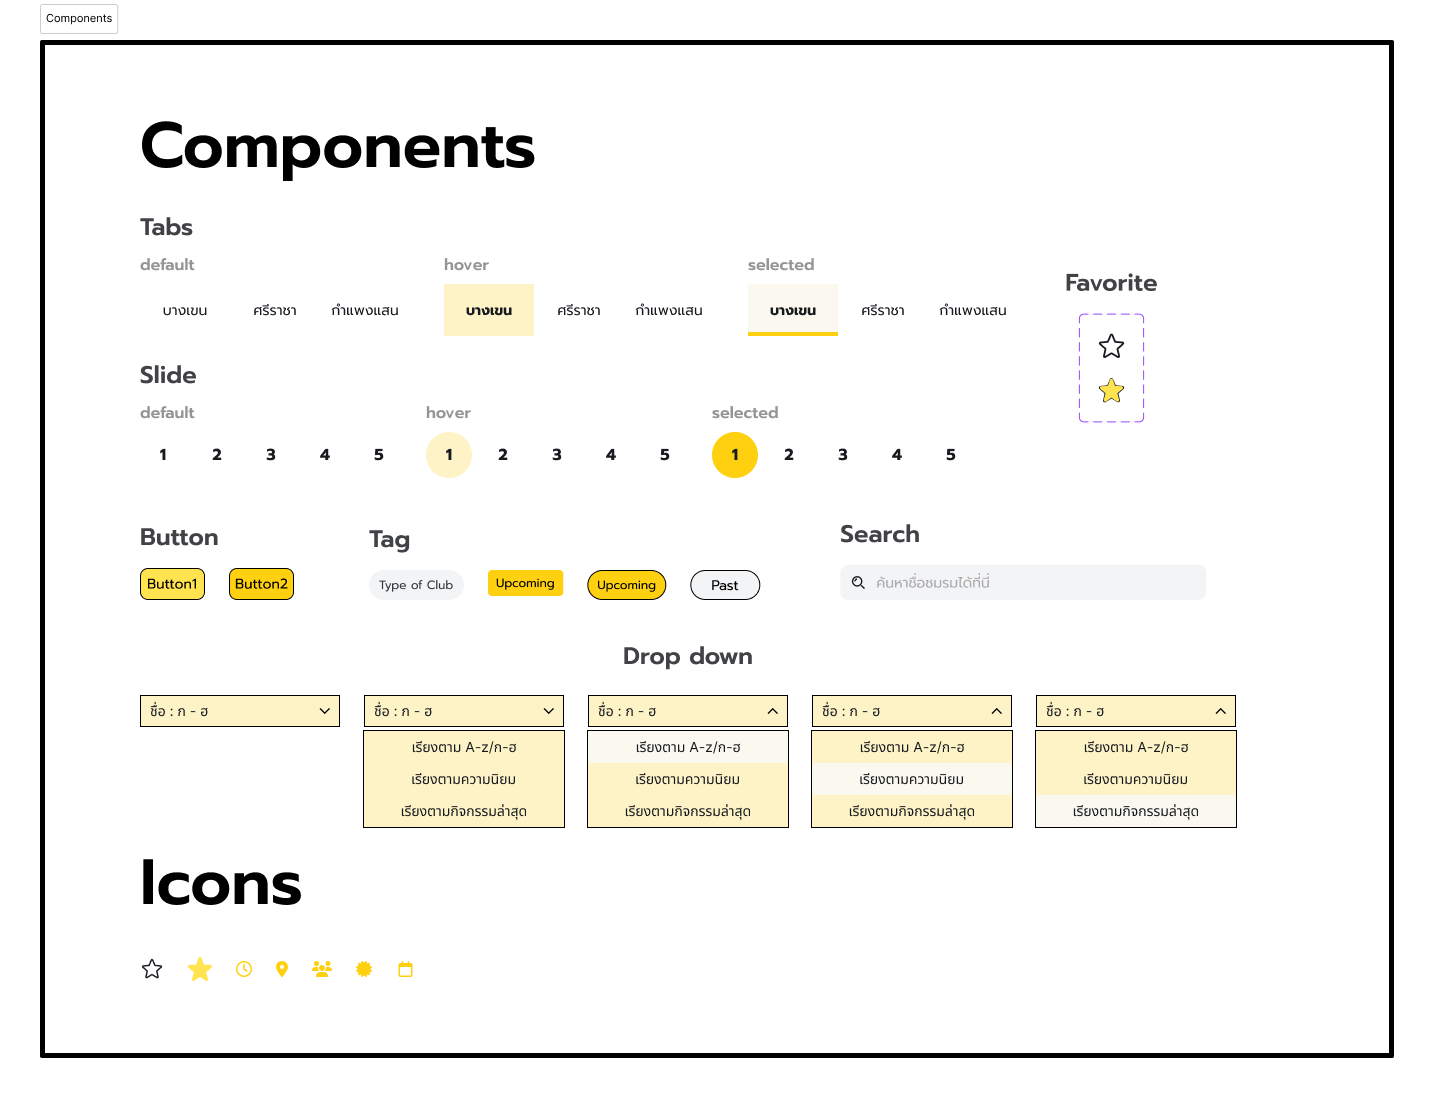 Components
Components
Tabs
default
บางเขน ศรีราชา กำแพงแสน
hover
บางเขน ศรีราชา กำแพงแสน
selected
บางเขน ศรีราชา กำแพงแสน
Favorite
Slide
default
1 2 3 4 5
hover
1 2 3 4 5
selected
1 2 3 4 5
Button
Button1 Button2
Tag
Type of Club Upcoming Upcoming Past
Search
ค้นหาชื่อชมรมได้ที่นี่
Drop down
ชื่อ : ก - ฮ
ชื่อ : ก - ฮ
เรียงตาม A-z/ก-ฮ
เรียงตามความนิยม
เรียงตามกิจกรรมล่าสุด
ชื่อ : ก - ฮ
เรียงตาม A-z/ก-ฮ
เรียงตามความนิยม
เรียงตามกิจกรรมล่าสุด
ชื่อ : ก - ฮ
เรียงตาม A-z/ก-ฮ
เรียงตามความนิยม
เรียงตามกิจกรรมล่าสุด
ชื่อ : ก - ฮ
เรียงตาม A-z/ก-ฮ
เรียงตามความนิยม
เรียงตามกิจกรรมล่าสุด
Icons